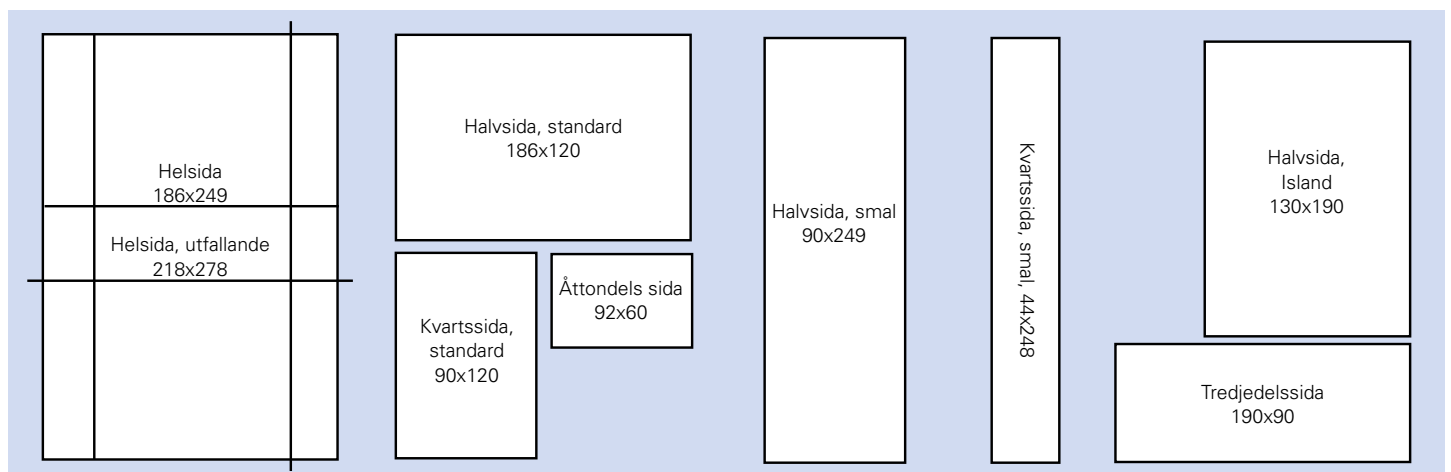 Helsida
186x249
Helsida, utfallande
218x278
Halvsida, standard
186x120
Kvartssida,
standard
90x120
Åttondels sida
92x60
Halvsida, smal
90x249
Kvartssida, smal, 44x248
Halvsida,
Island
130x190
Tredjedelssida
190x90